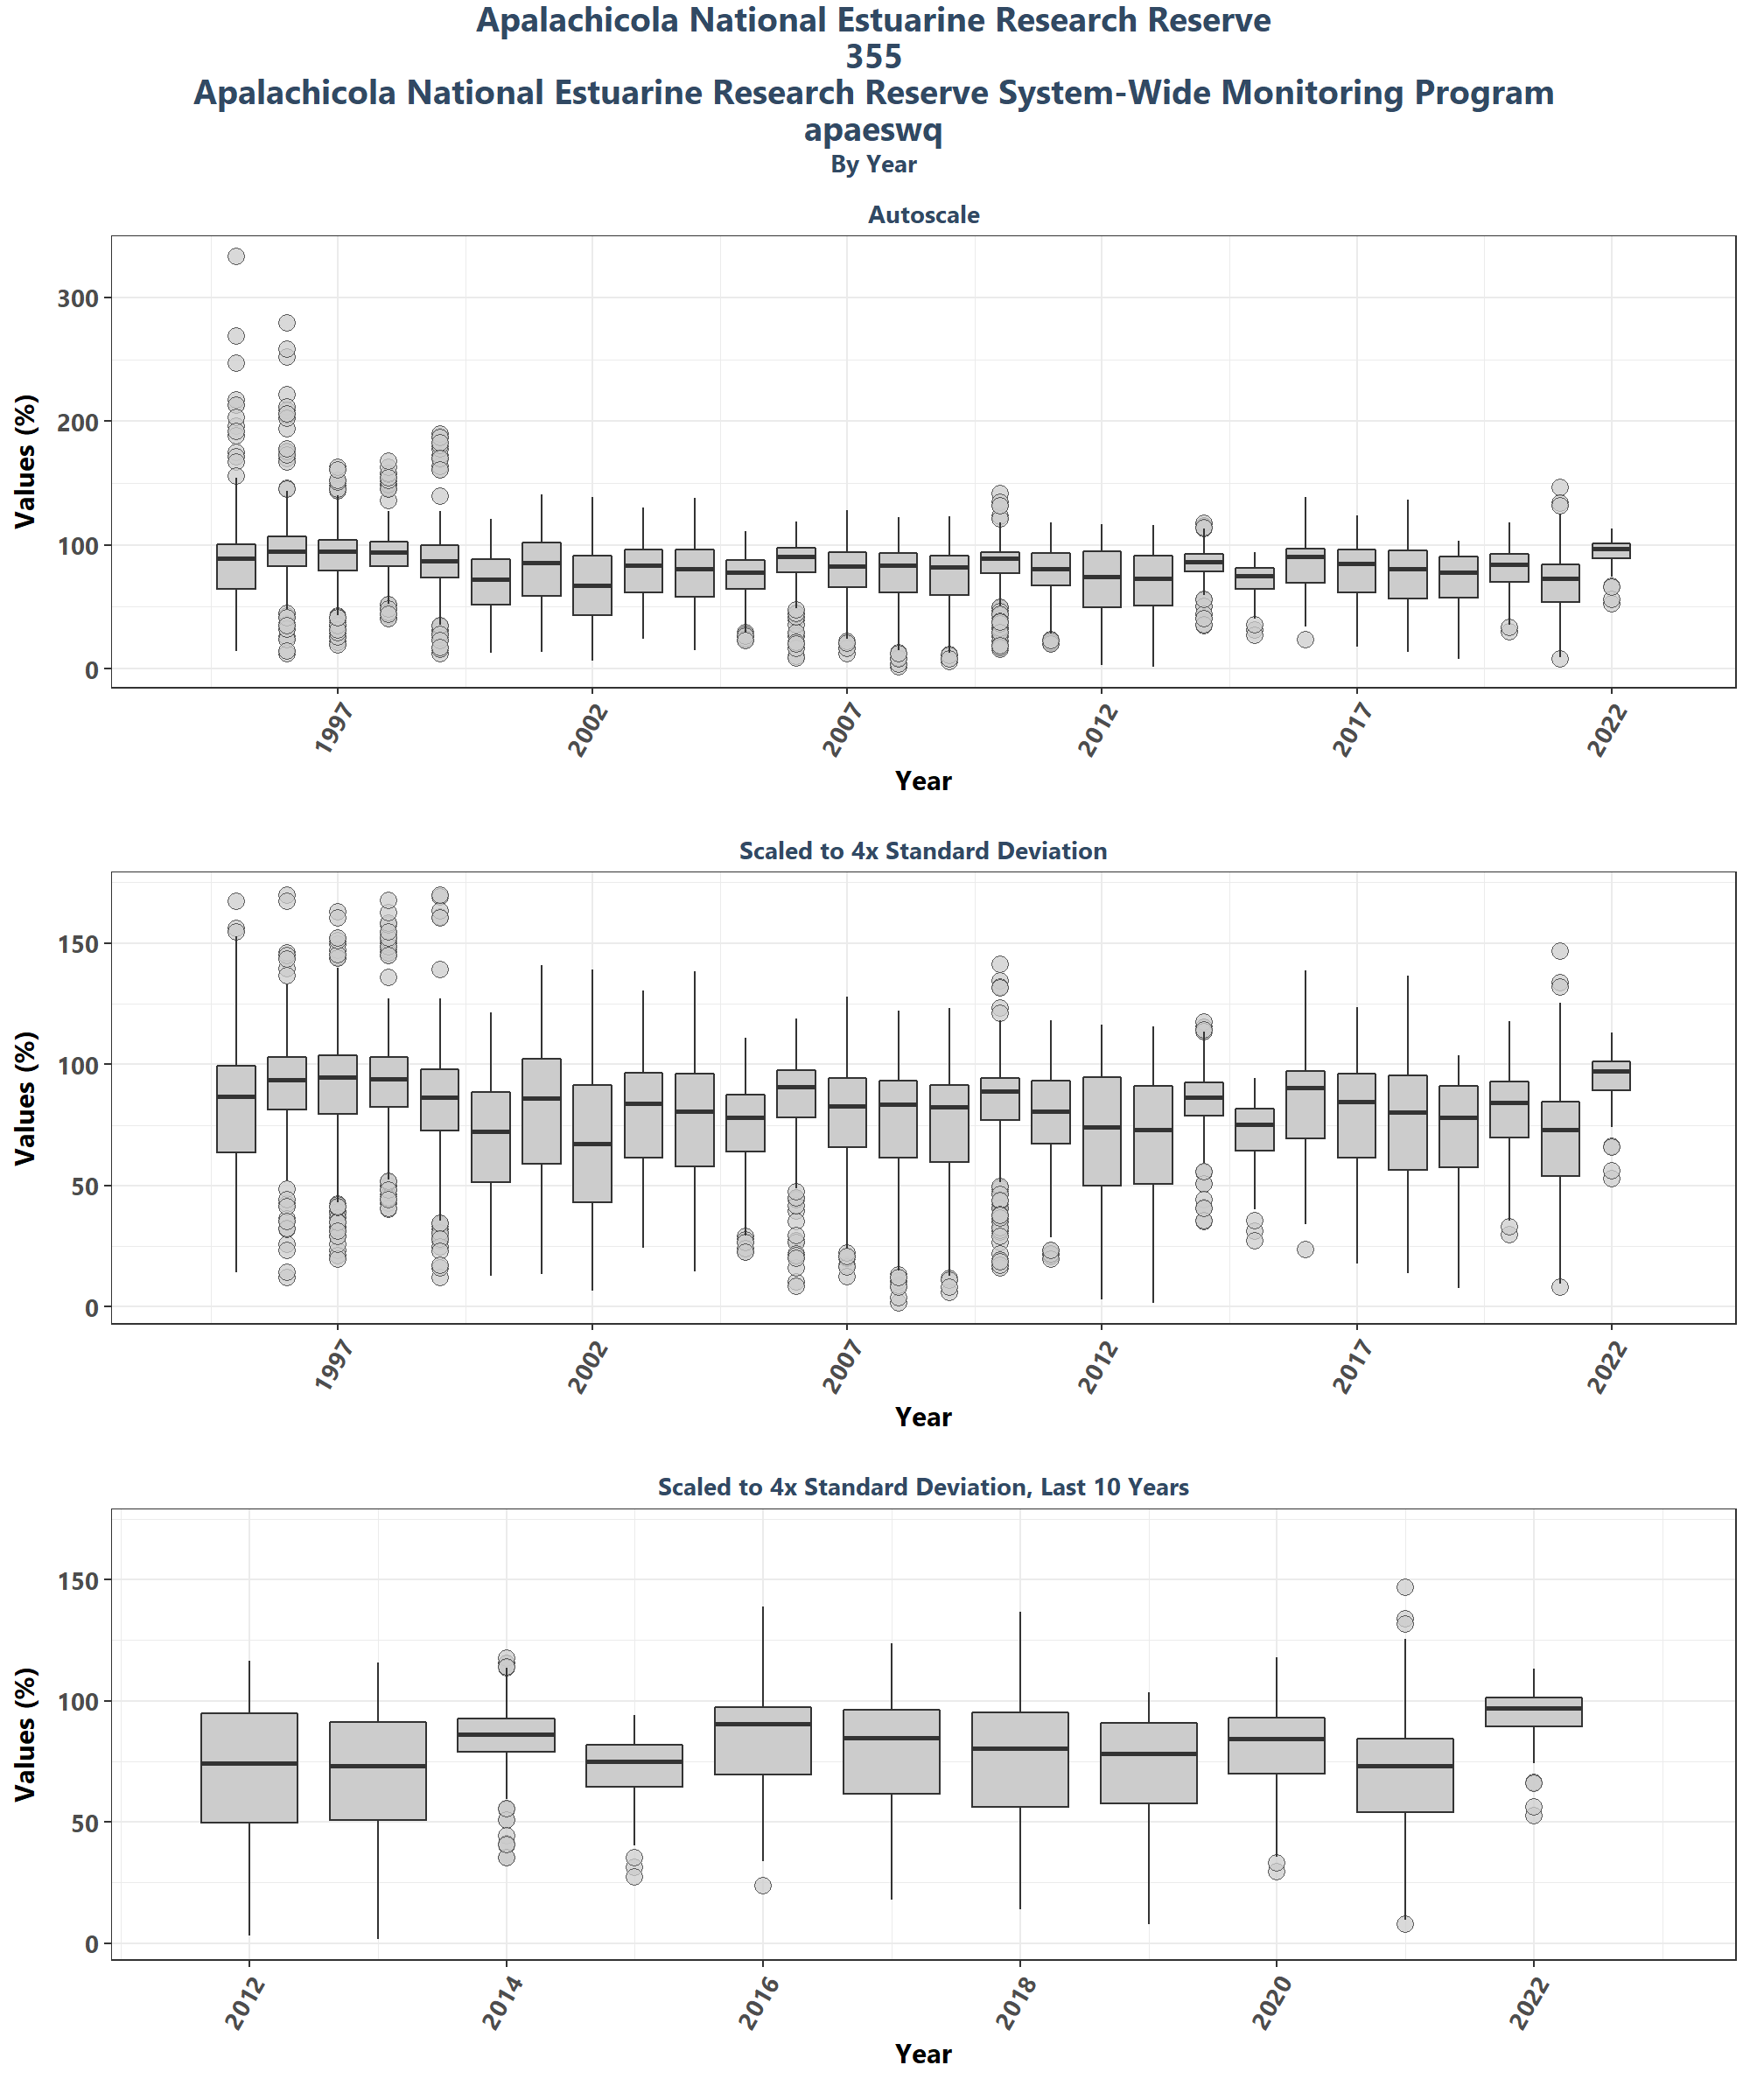 Apalachicola National Estuarine Research Reserve
355
Apalachicola National Estuarine Research Reserve System-Wide Monitoring Program
apaeswq
By Year
Autoscale
Values (%)
300
200
100
0
1997 2002 2007 2012 2017 2022
Year
Scaled to 4x Standard Deviation
Values (%)
150
100
50
0
1997 2002 2007 2012 2017 2022
Year
Scaled to 4x Standard Deviation, Last 10 Years
Values (%)
150
100
50
0
2012 2014 2016 2018 2020 2022
Year